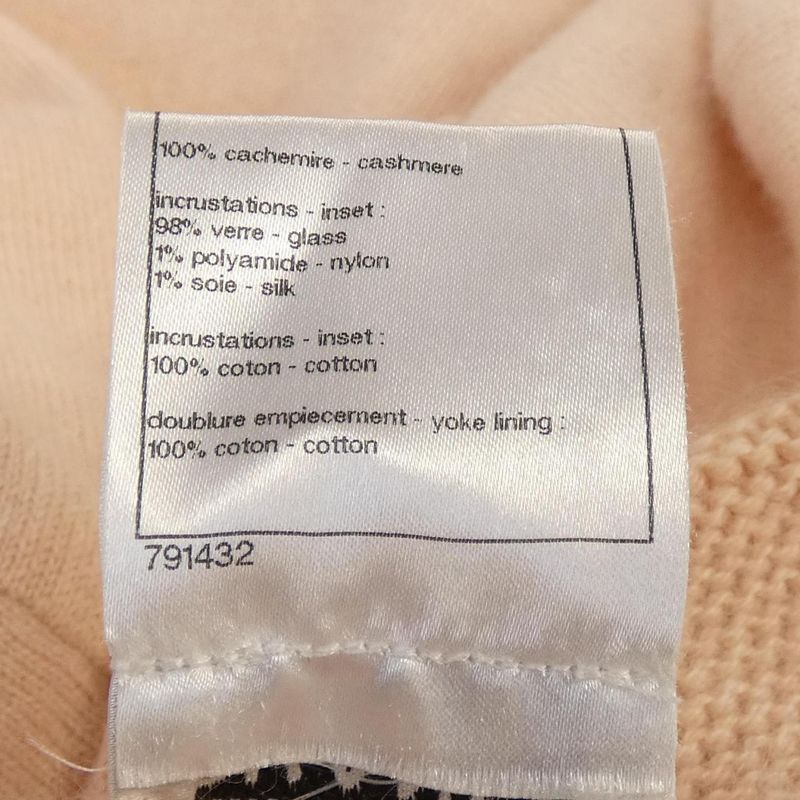 100% cachemire - cashmere
incrustations - inset :
98% verre - glass
1% polyamide - nylon
1% soie - silk
incrustations - inset :
100% coton - cotton
doublure empiecement - yoke lining :
100% coton - cotton
791432